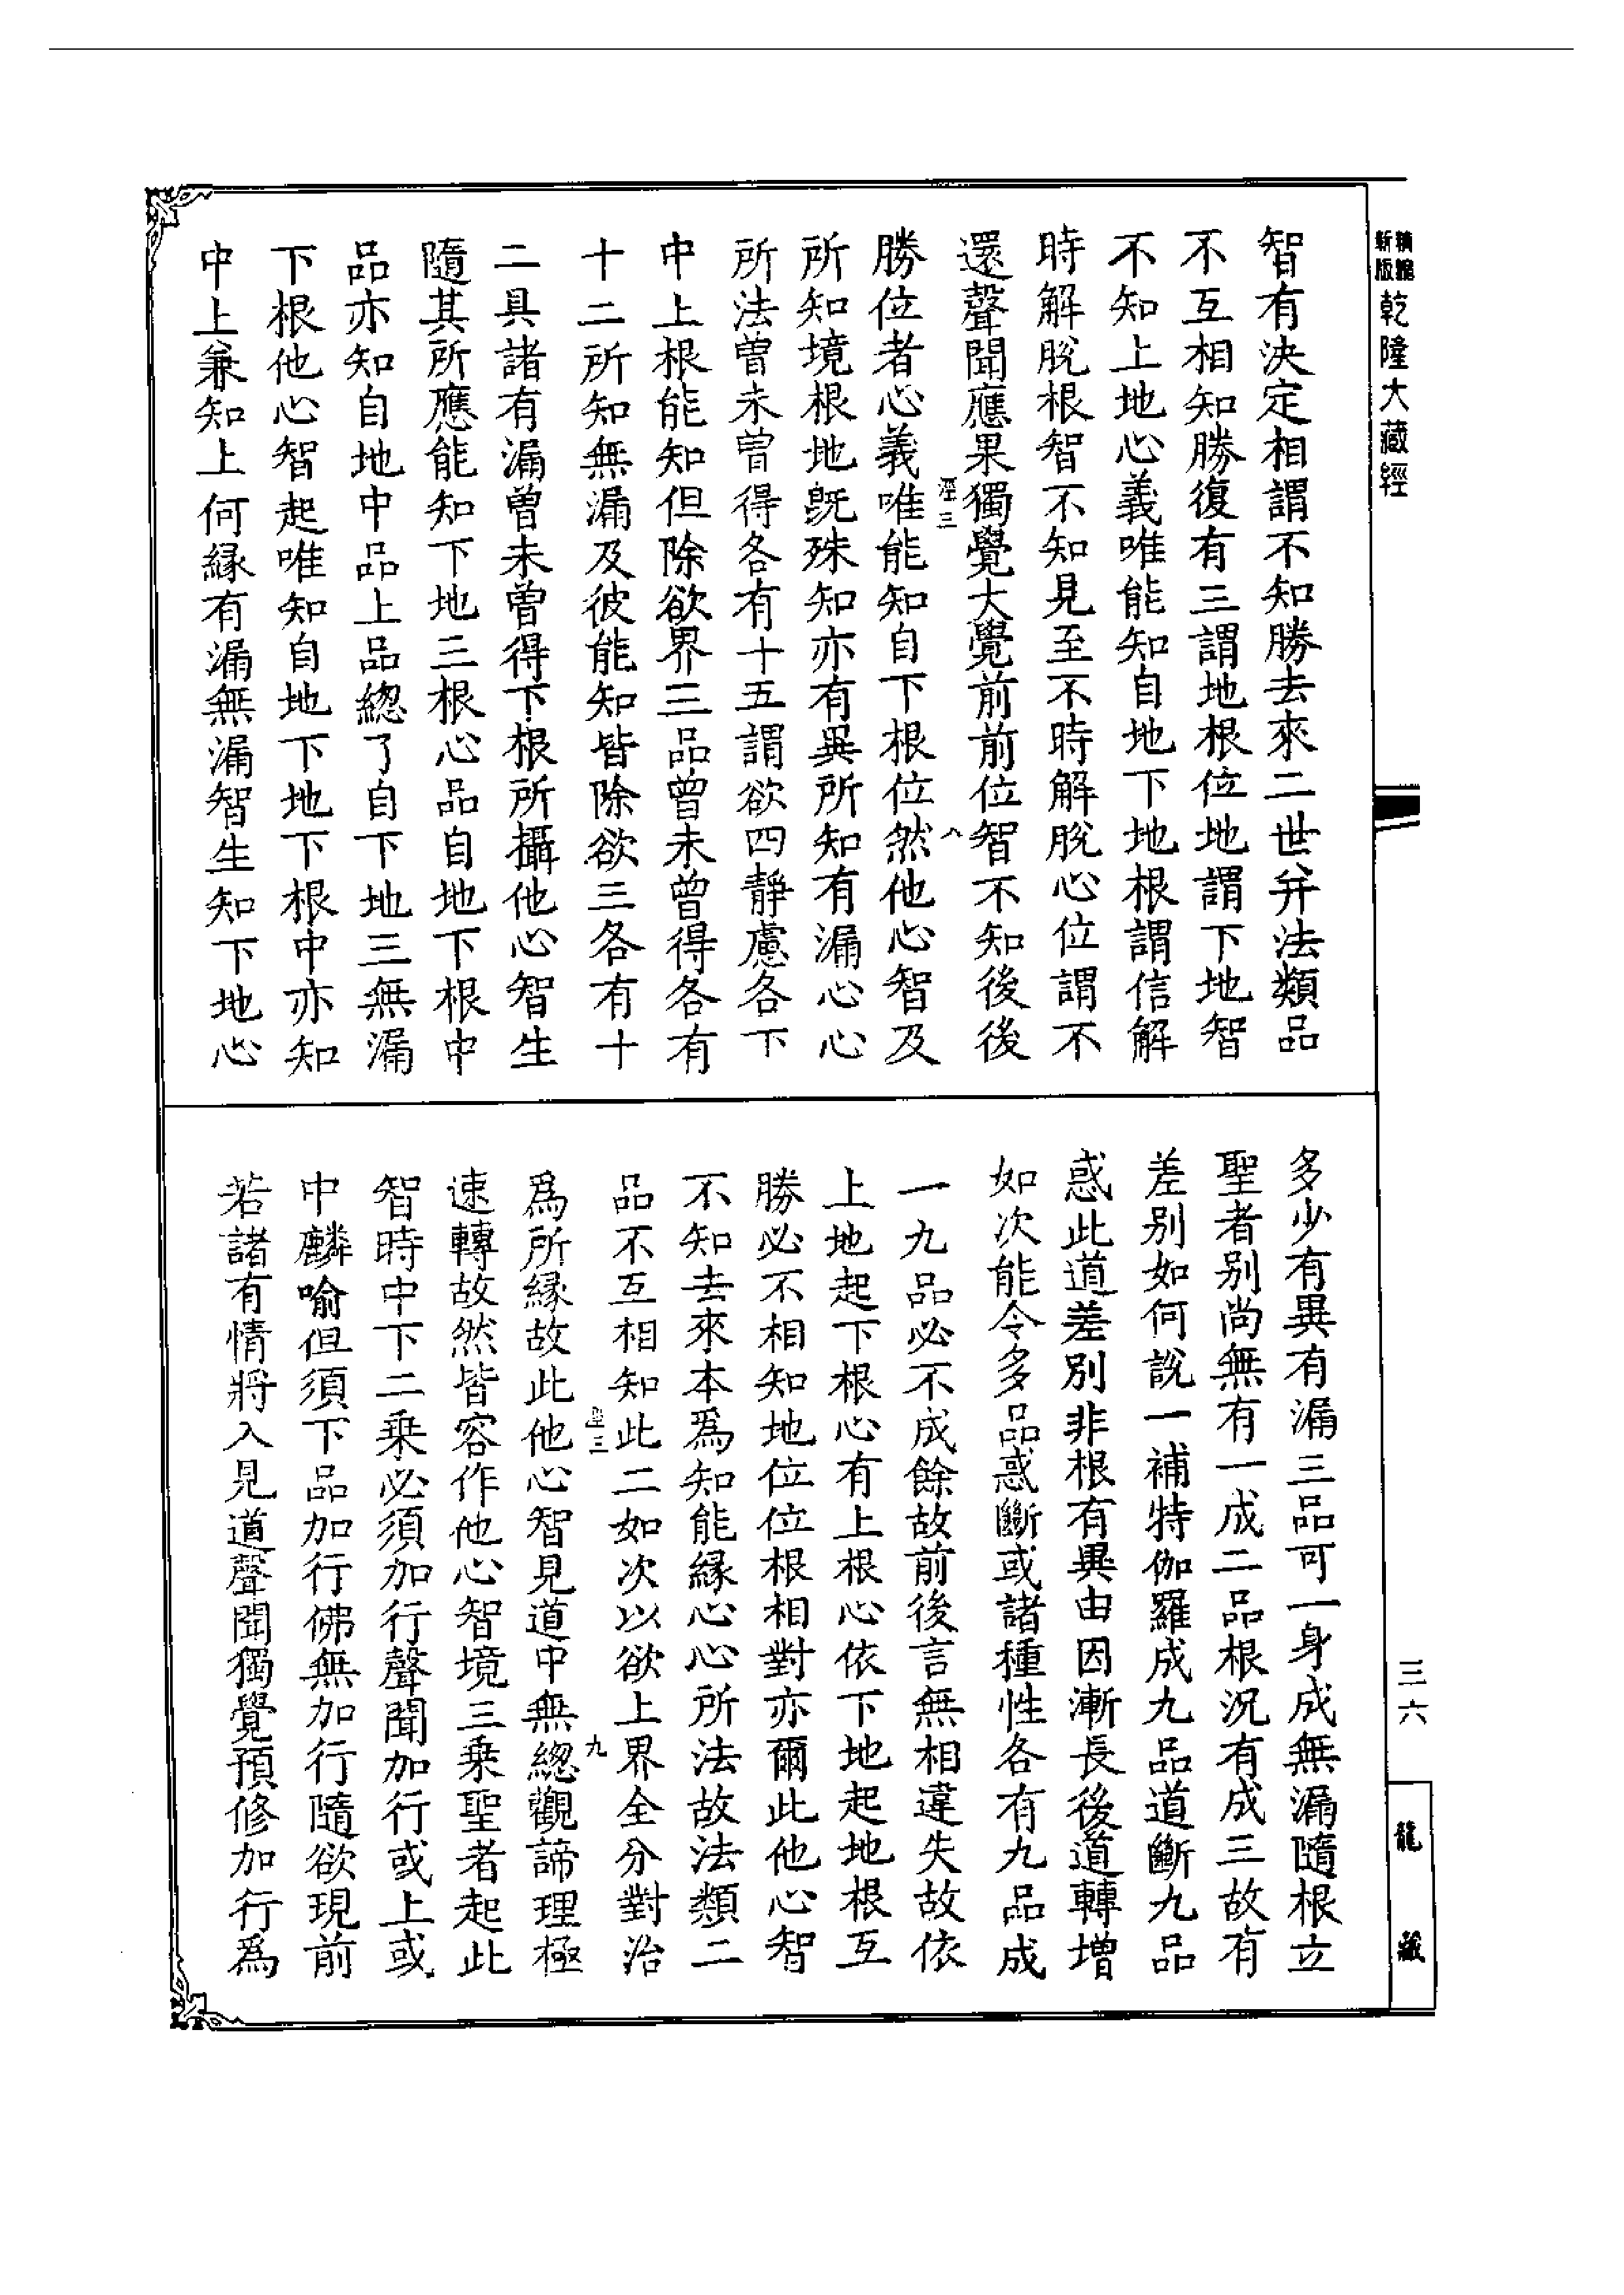 精縮新版
乾隆大藏經
智有決定相謂不知勝去來二世并法類品
不互相知勝復有三謂地根位地謂下地智
不知上地心義唯能知自地下地根謂信解
時解脫根智不知見至不時解脫心位謂不
還聲聞應果獨覺大覺前前位智不知後後
三
八
勝位者心義唯能知自下根位然他心智及
所知境根地旣殊知亦有異所知有漏心心
所法曾未曾得各有十五謂欲四靜慮各下
中上根能知但除欲界三品曾未曾得各有
十二所知無漏及彼能知皆除欲三各有十
二具諸有漏曾未曾得下根所攝他心智生
隨其所應能知下地三根心品自地下根中
品亦知自地中品上品總了自下地三無漏
下根他心智起唯知自地下地下根中亦知
中上兼知上何緣有漏無漏智生知下地心
多少有異有漏三品可一身成無漏隨根立
聖者別尚無有一成二品根況有成三故有
差别如何說一補特伽羅成九品道斷九品
惑此道差別非根有異由因漸長後道轉增
如次能令多品惑斷或諸種性各有九品成
一九品必不成餘故前後言無相違失故依
上地起下根心有上根心依下地起地根互
勝必不相知地位位根相對亦爾此他心智
不知去來本為知能緣心心所法故法類二
品不互相知此二如次以欲上界全分對治
三
九
為所緣故此他心智見道中無總觀諦理極
速轉故然皆容作他心智境三乘聖者起此
智時中下二乘必須加行聲聞加行或上或
中麟喻但須下品加行佛無加行隨欲現前
若諸有情將入見道聲聞獨覺預修加行為
三六
龍藏